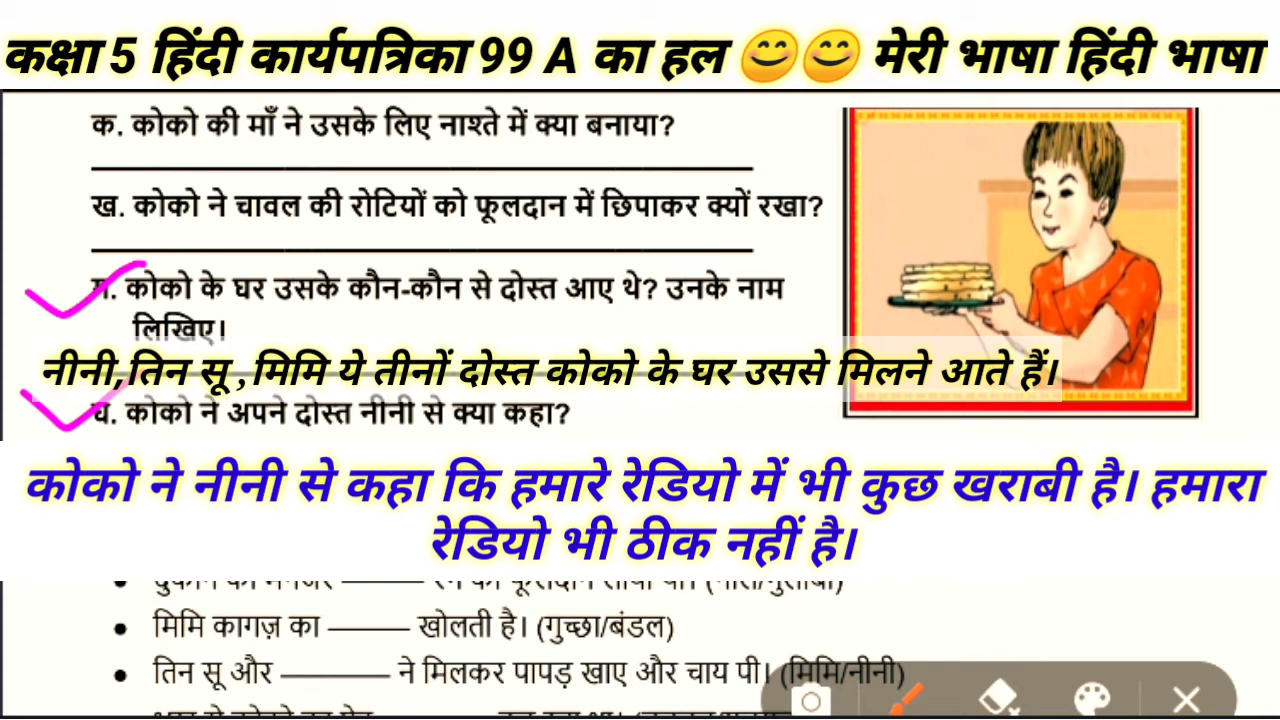 कक्षा 5 हिंदी कार्यपत्रिका 99 A का हल 😊😊 मेरी भाषा हिंदी भाषा
क. कोको की माँ ने उसके लिए नाश्ते में क्या बनाया?
ख. कोको ने चावल की रोटियों को फूलदान में छिपाकर क्यों रखा?
ग. कोको के घर उसके कौन-कौन से दोस्त आए थे? उनके नाम
लिखिए।
नीनी,तिन सू ,मिमि ये तीनों दोस्त कोको के घर उससे मिलने आते हैं।
घ. कोको ने अपने दोस्त नीनी से क्या कहा?
कोको ने नीनी से कहा कि हमारे रेडियो में भी कुछ खराबी है। हमारा
रेडियो भी ठीक नहीं है।
• मिमि कागज़ का ——— खोलती है। (गुच्छा/बंडल)
• तिन सू और ———— ने मिलकर पापड़ खाए और चाय पी। (मिमि/नीनी)